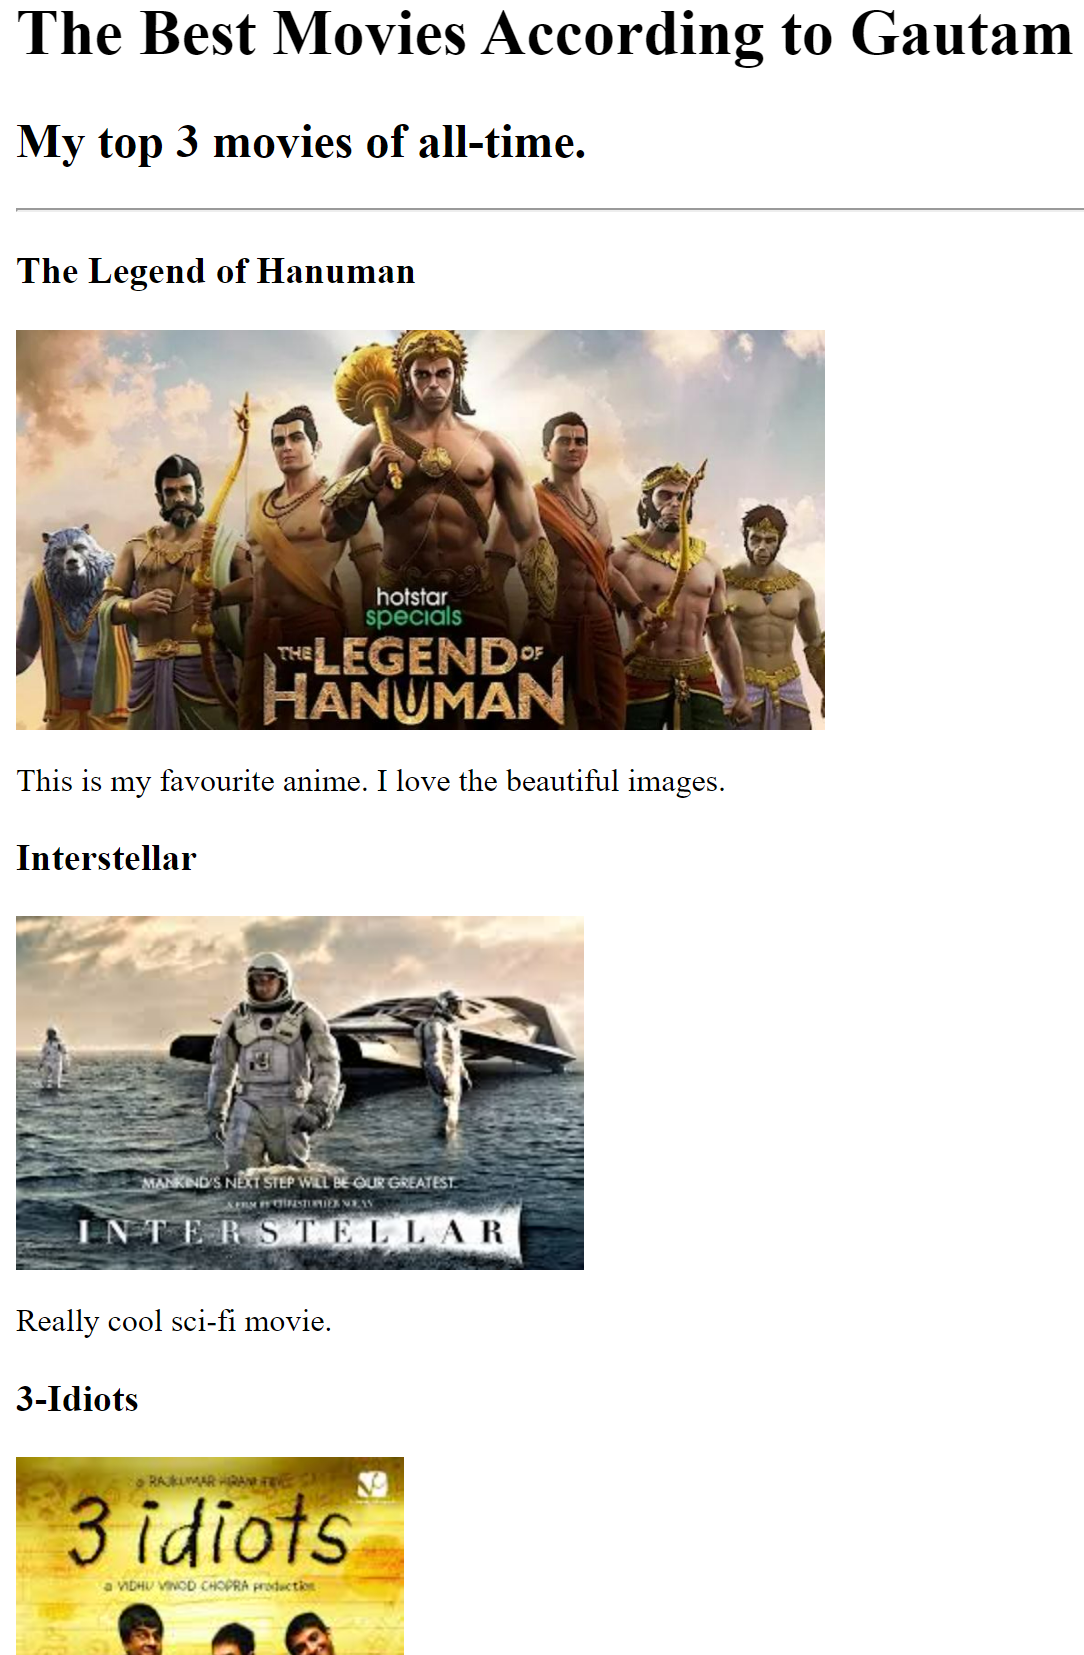 The Best Movies According to Gautam
My top 3 movies of all-time.
The Legend of Hanuman
hotstar
specials
THE LEGEND OF
HANUMAN
This is my favourite anime. I love the beautiful images.
Interstellar
MANKIND'S NEXT STEP WILL BE OUR GREATEST.
A FILM BY CHRISTOPHER NOLAN
INTERSTELLAR
Really cool sci-fi movie.
3-Idiots
a RAJKUMAR HIRANI
3 idiots
a VIDHU VINOD CHOPRA production